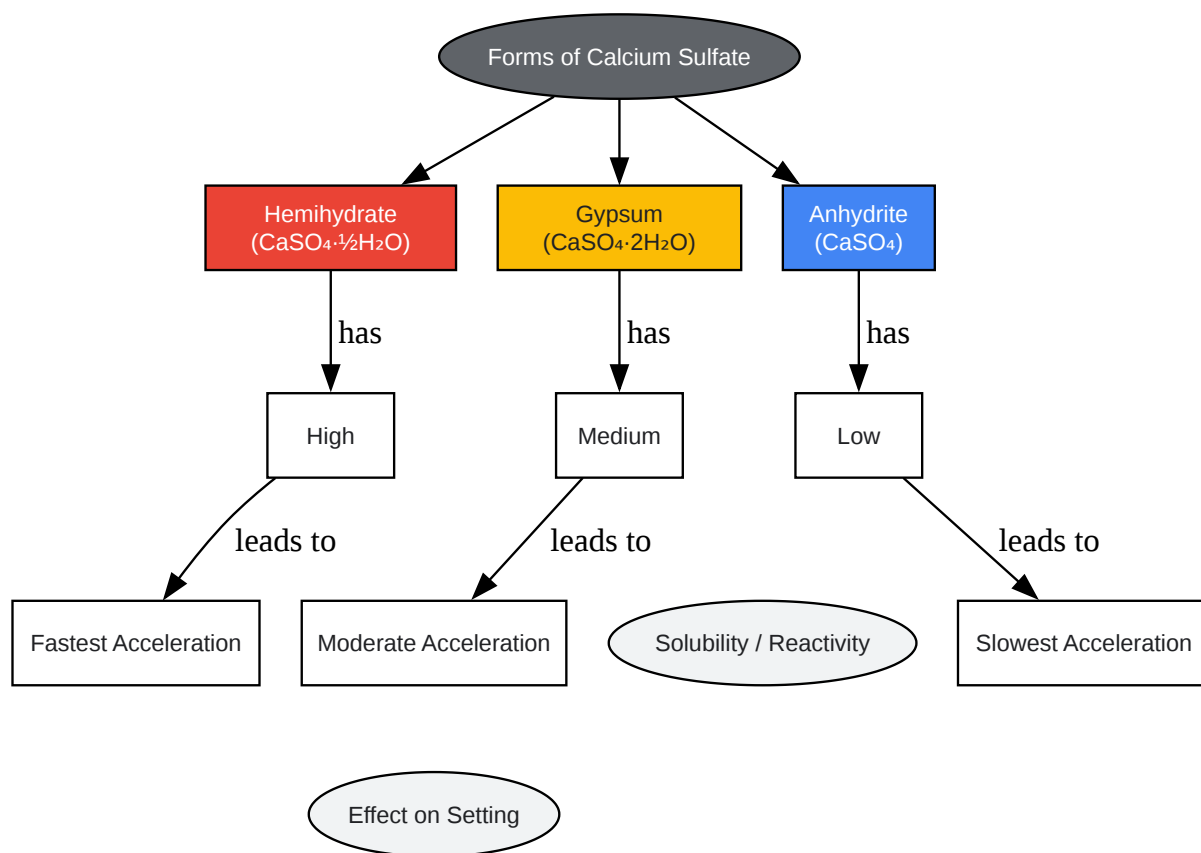 Forms of Calcium Sulfate
Hemihydrate
(CaSO₄·½H₂O)
Gypsum
(CaSO₄·2H₂O)
Anhydrite
(CaSO₄)
has
has
has
High
Medium
Low
leads to
leads to
leads to
Fastest Acceleration
Moderate Acceleration
Solubility / Reactivity
Slowest Acceleration
Effect on Setting